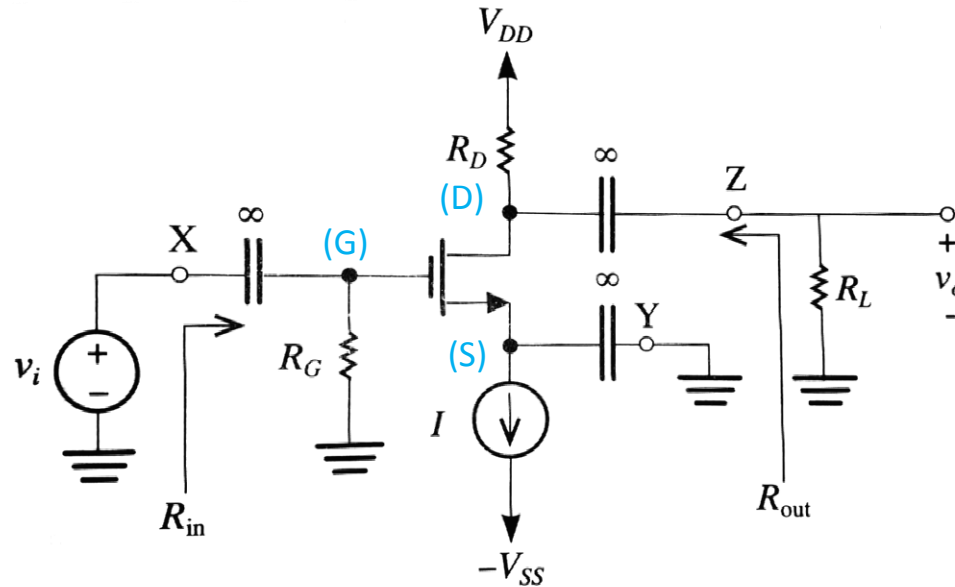 V_DD
R_D
∞
(D)
Z
∞
X
(G)
∞
+
v_i
+
−
R_G
(S)
Y
R_L
−
I
R_in
R_out
−V_SS